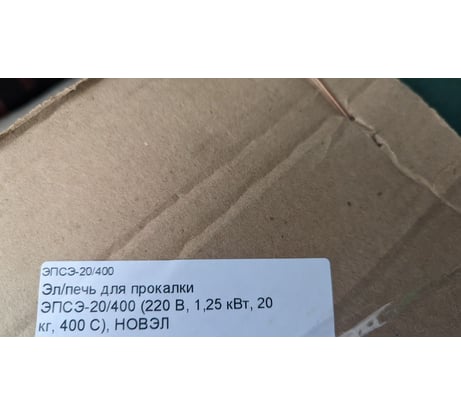 ЭПСЭ-20/400
Эл/печь для прокалки
ЭПСЭ-20/400 (220 В, 1,25 кВт, 20
кг, 400 С), НОВЭЛ